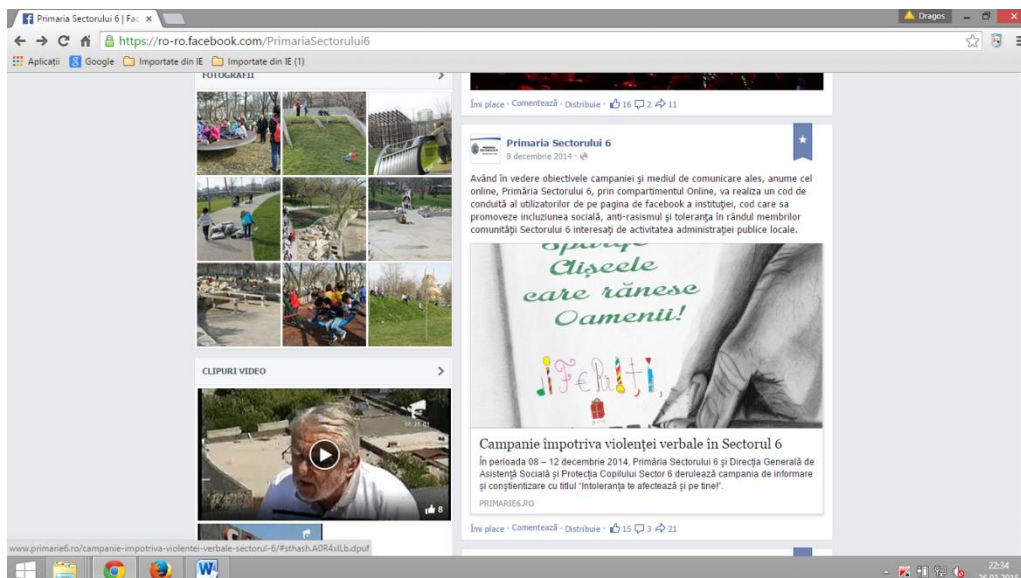 Primaria Sectorului 6 | Fac
Dragos
https://ro-ro.facebook.com/PrimariaSectorului6
Aplicații Google Importate din IE Importate din IE (1)
FOTOGRAFII
CLIPURI VIDEO
8
Îmi place · Comentează · Distribuie · 16 2 11
Primaria Sectorului 6
8 decembrie 2014
Având în vedere obiectivele campaniei și mediul de comunicare ales, anume cel
online, Primăria Sectorului 6, prin compartimentul Online, va realiza un cod de
conduită al utilizatorilor de pe pagina de facebook a instituției, cod care sa
promoveze incluziunea socială, anti-rasismul și toleranța în rândul membrilor
comunității Sectorului 6 interesați de activitatea administrației publice locale.
Clișeele
care rănesc
Oamenii!
Campanie împotriva violenței verbale în Sectorul 6
În perioada 08 – 12 decembrie 2014, Primăria Sectorului 6 și Direcția Generală de
Asistență Socială și Protecția Copilului Sector 6 derulează campania de informare
și conștientizare cu titlul "Intoleranța te afectează și pe tine!".
PRIMARIE6.RO
Îmi place · Comentează · Distribuie · 15 3 21
www.primarie6.ro/campanie-impotriva-violentei-verbale-sectorul-6/#sthash.A0R4xlLb.dpuf
22:34